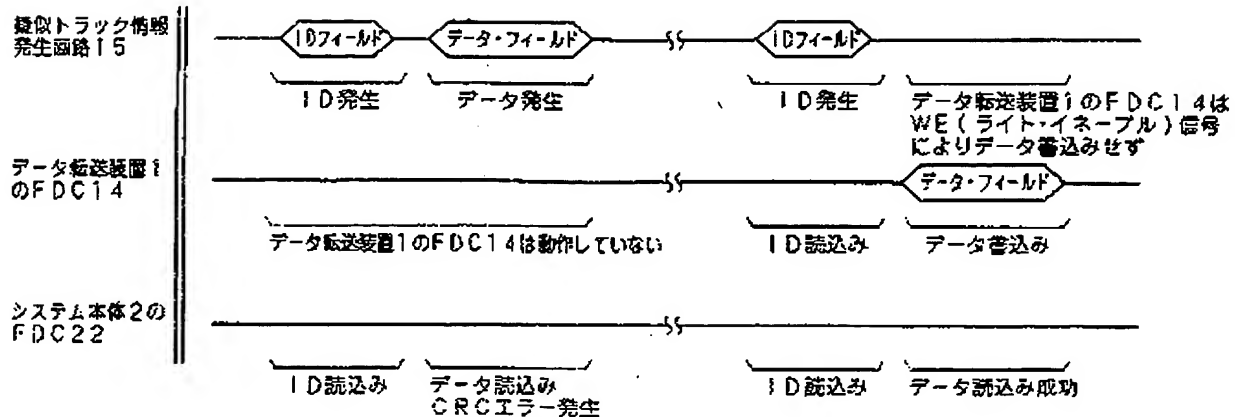 疑似トラック情報
発生回路15
IDフィールド
データ・フィールド
IDフィールド
ID発生
データ発生
ID発生
データ転送装置1のFDC14は
WE(ライト・イネーブル)信号
によりデータ書込みせず
データ転送装置1
のFDC14
データ・フィールド
データ転送装置1のFDC14は動作していない
ID読込み
データ書込み
システム本体2の
FDC22
ID読込み
データ読込み
CRCエラー発生
ID読込み
データ読込み成功